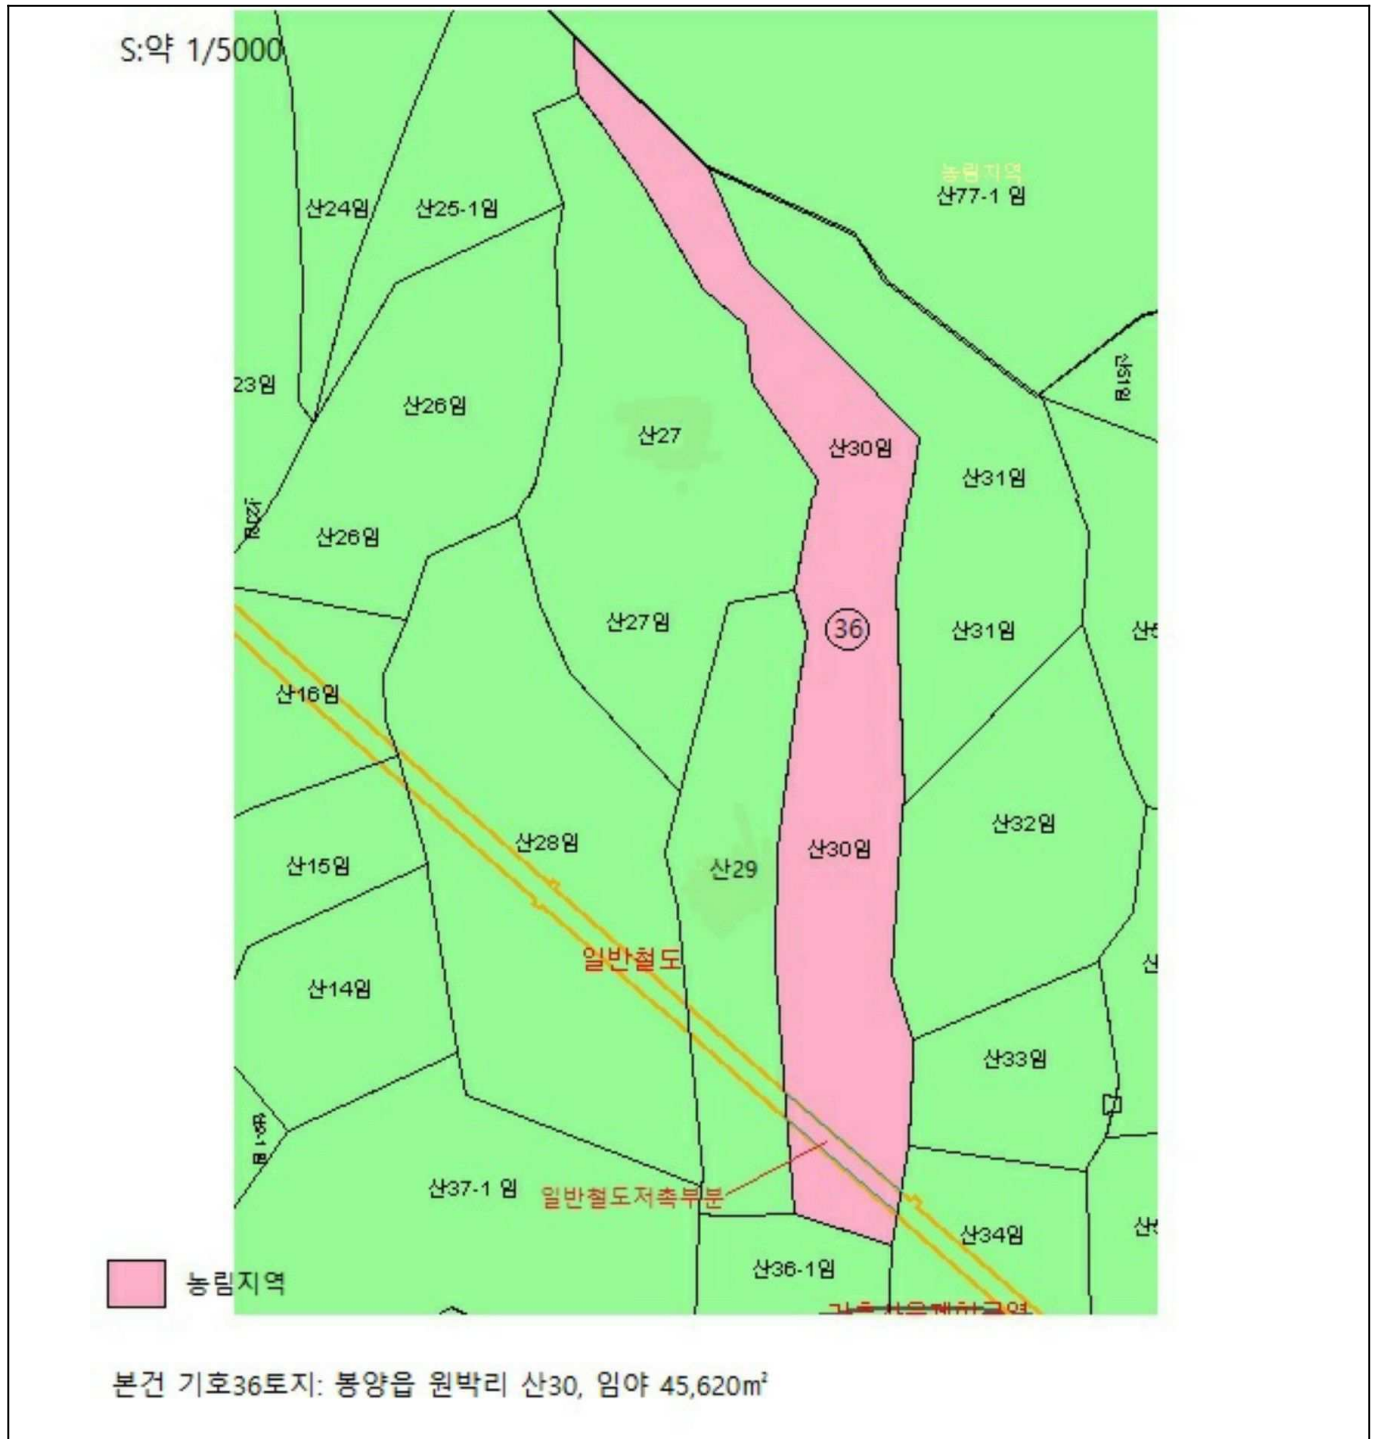 S:약 1/5000
농림지역
산77-1 임
산24임
산25-1임
23임
산26임
산27
산30임
산31임
산51임
산26임
산27임
36
산31임
산16임
산32임
산28임
산30임
산15임
산29
일반철도
산14임
산33임
산37-1 임
일반철도저촉부분
산34임
산36-1임
농림지역
본건 기호36토지: 봉양읍 원박리 산30, 임야 45,620㎡